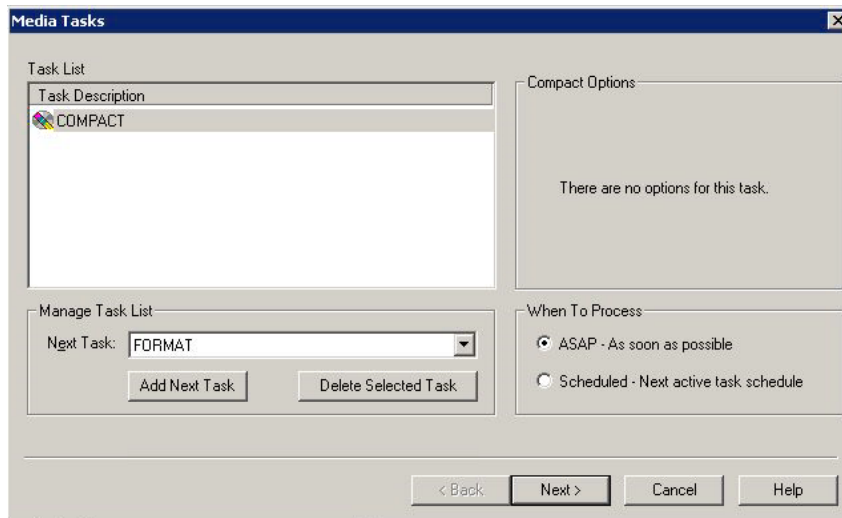 Media Tasks
Task List
Task Description
COMPACT
Compact Options
There are no options for this task.
Manage Task List
Next Task:
FORMAT
Add Next Task
Delete Selected Task
When To Process
ASAP - As soon as possible
Scheduled - Next active task schedule
< Back
Next >
Cancel
Help